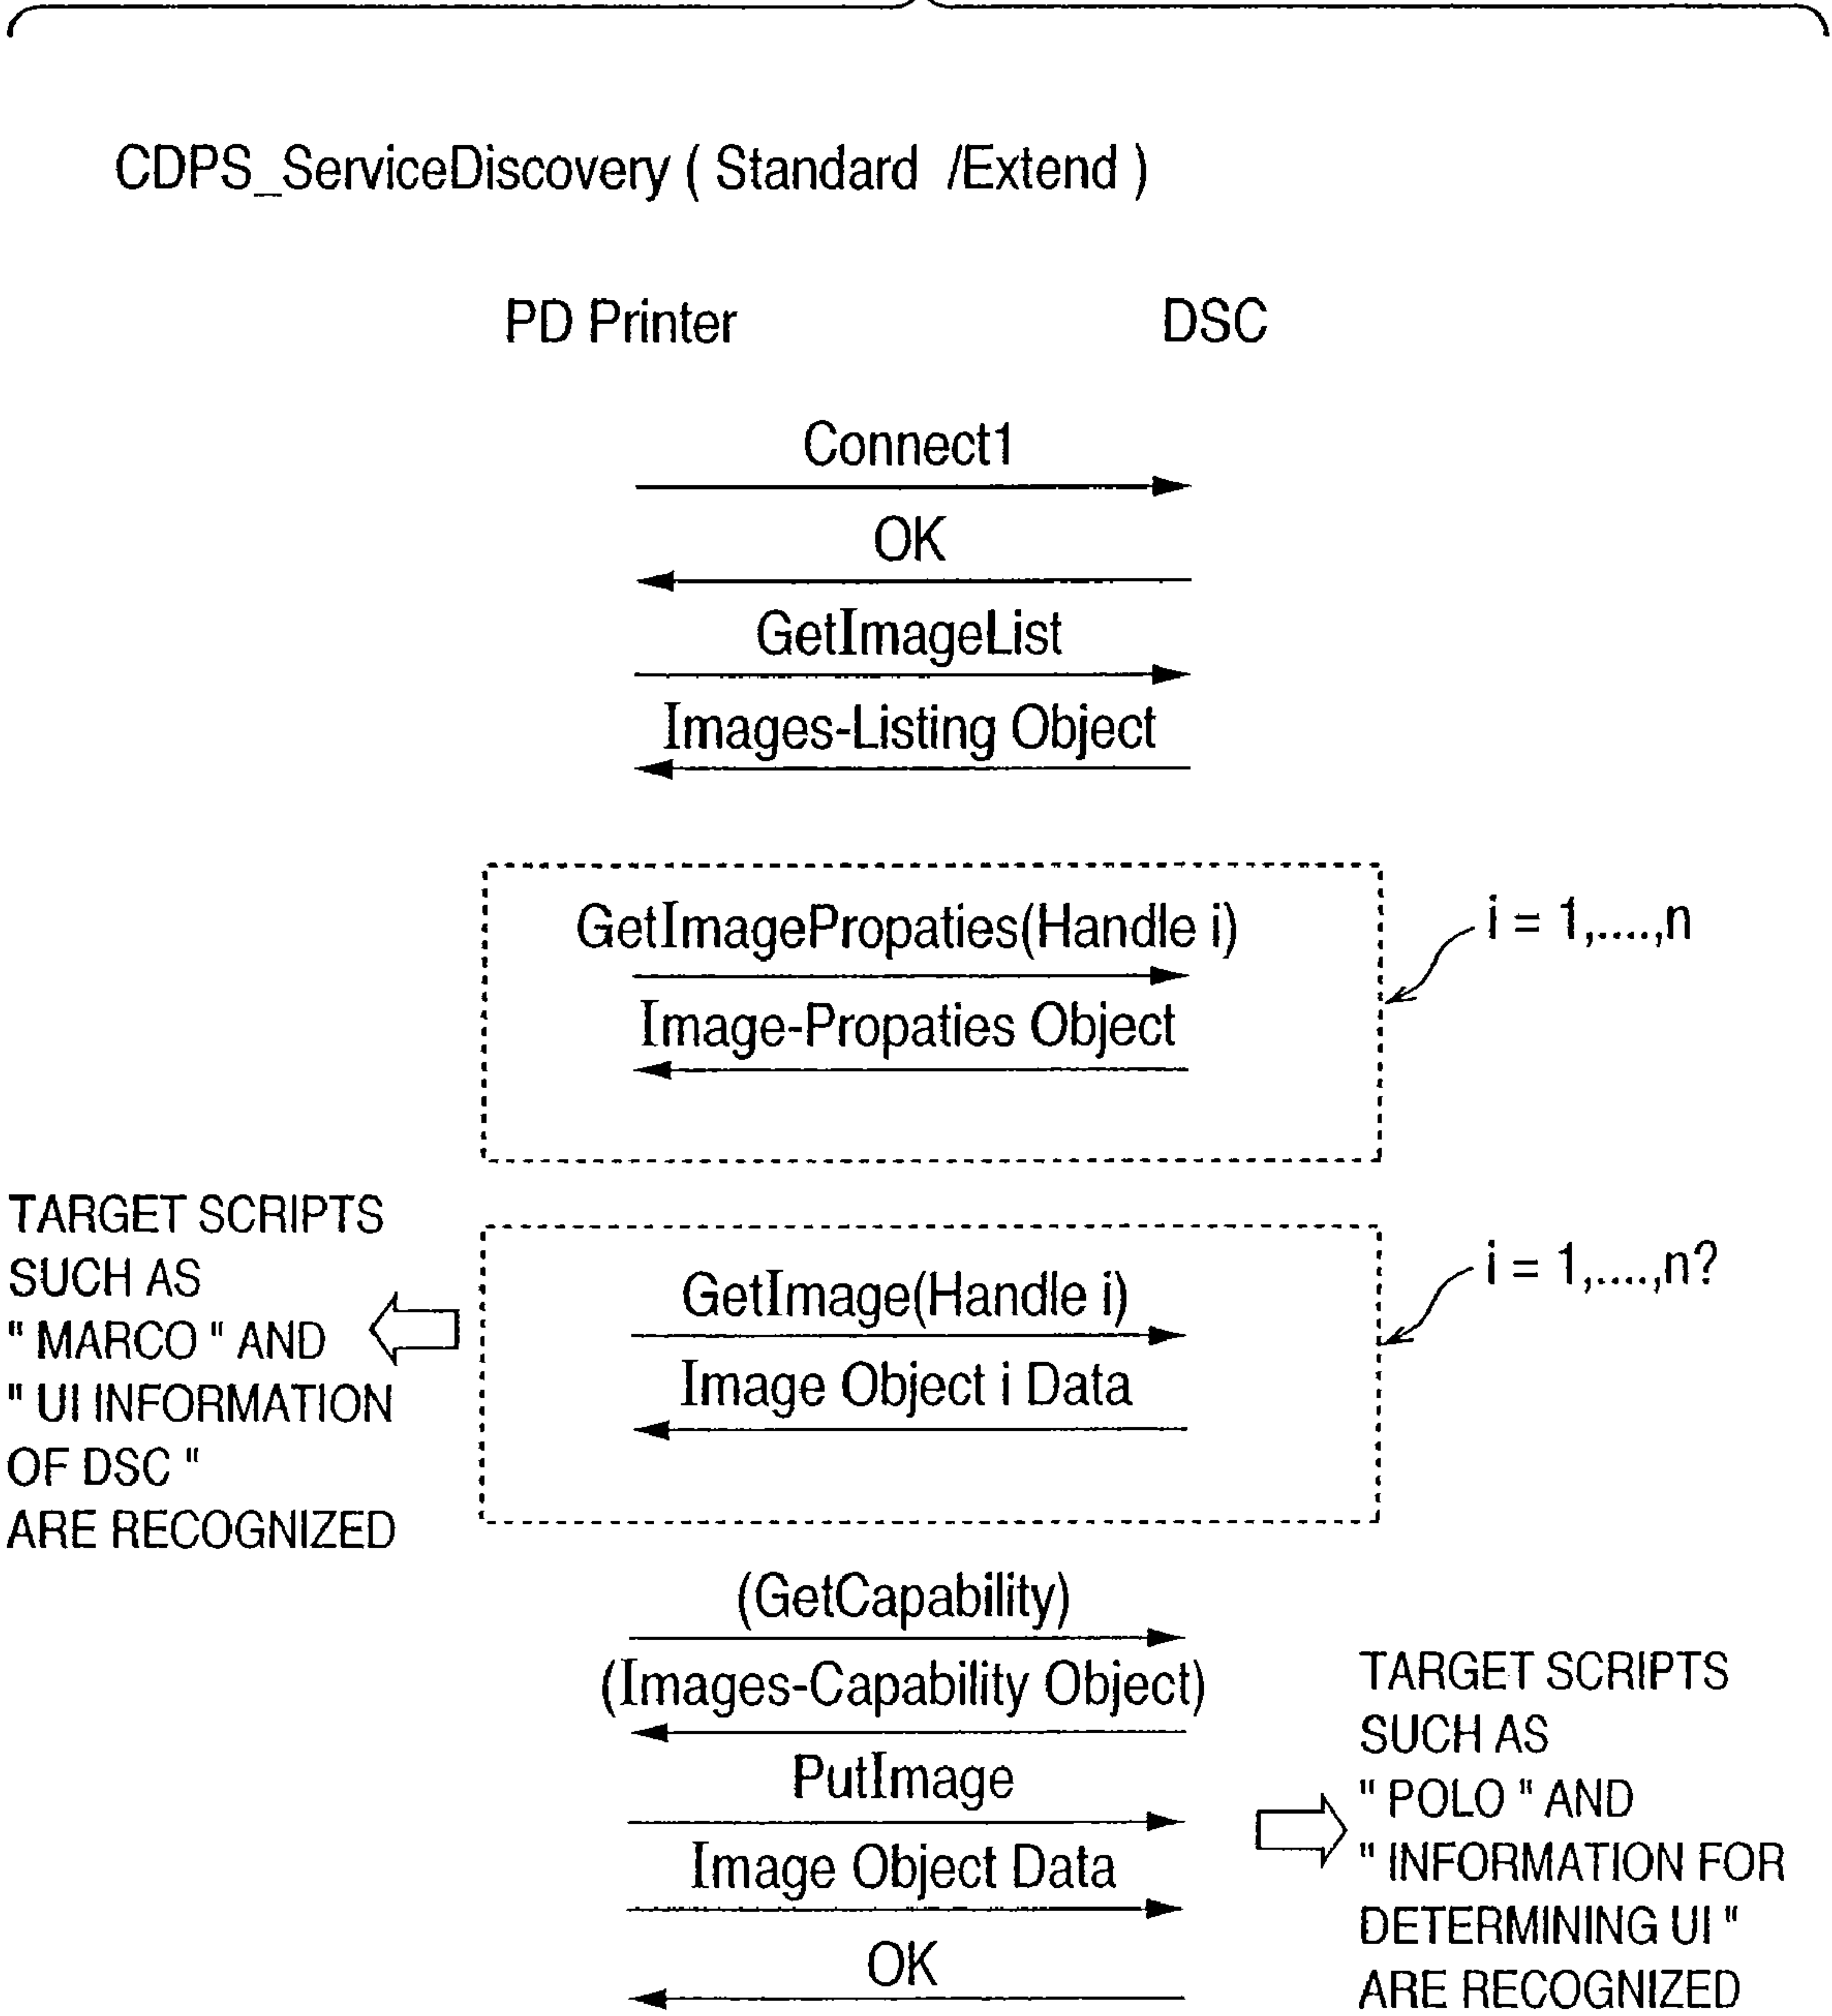 CDPS_ServiceDiscovery ( Standard /Extend )
PD Printer
DSC
Connect1
OK
GetImageList
Images-Listing Object
GetImagePropaties(Handle i)
i = 1,....,n
Image-Propaties Object
TARGET SCRIPTS
SUCH AS
" MARCO " AND
" UI INFORMATION
OF DSC "
ARE RECOGNIZED
GetImage(Handle i)
i = 1,....,n?
Image Object i Data
(GetCapability)
(Images-Capability Object)
PutImage
Image Object Data
OK
TARGET SCRIPTS
SUCH AS
" POLO " AND
" INFORMATION FOR
DETERMINING UI "
ARE RECOGNIZED